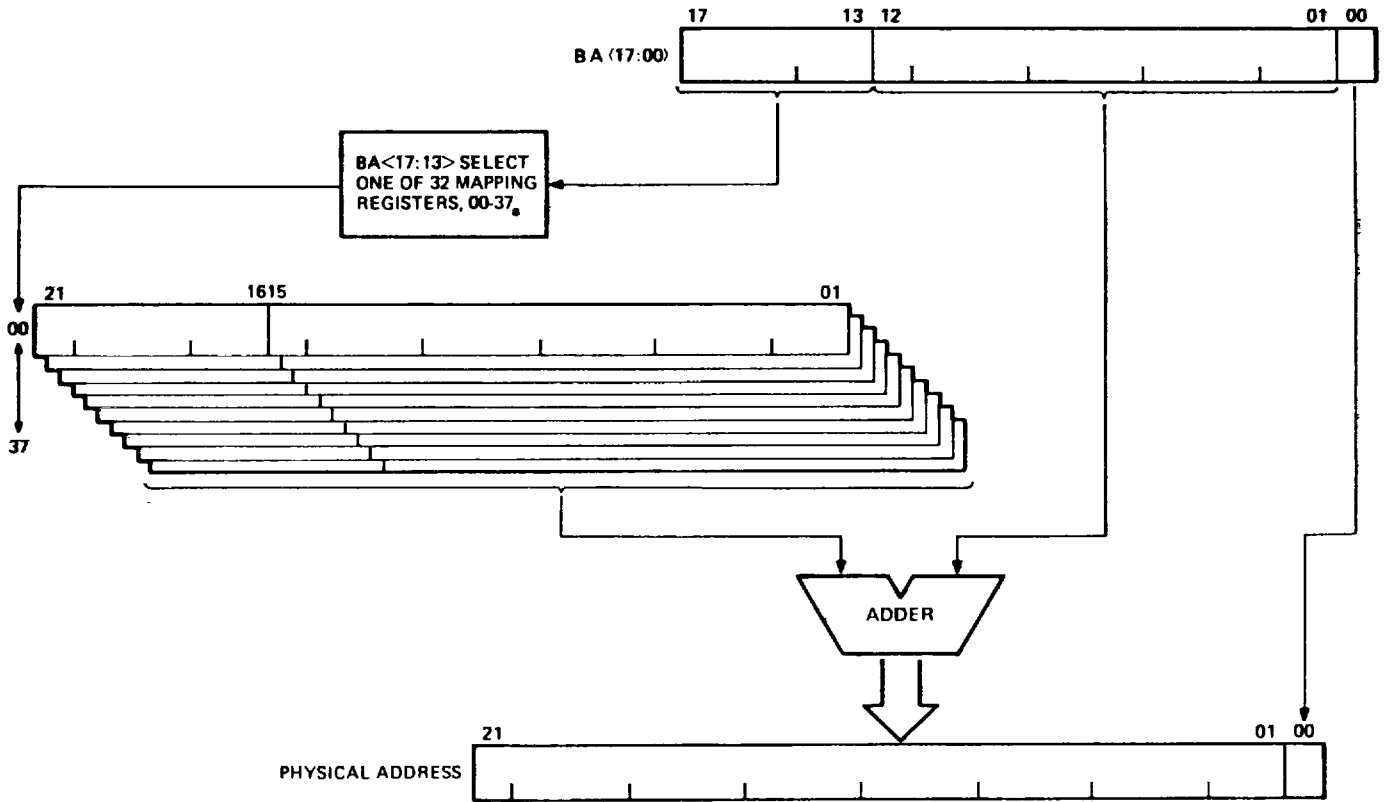 17 13 12 01 00
BA ⟨17:00⟩
BA<17:13> SELECT
ONE OF 32 MAPPING
REGISTERS, 00-37₈
21 1615 01
00
37
ADDER
21 01 00
PHYSICAL ADDRESS